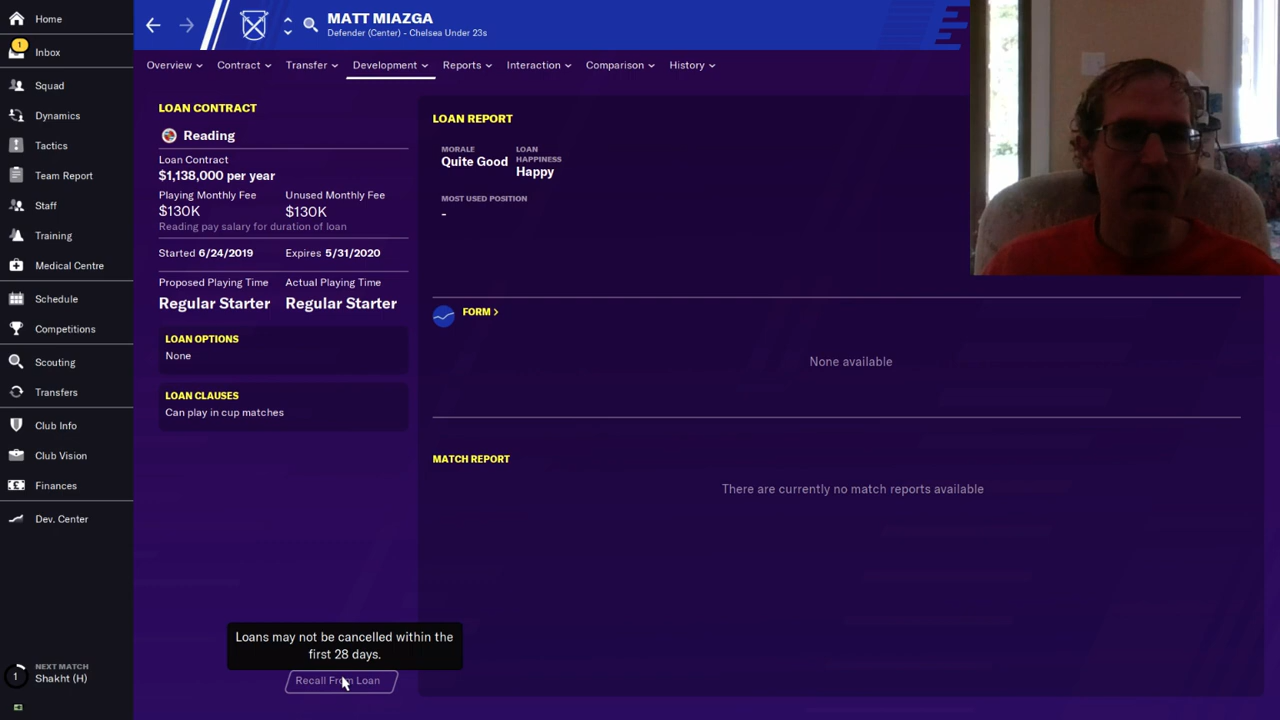 Home
1
Inbox
Squad
Dynamics
Tactics
Team Report
Staff
Training
Medical Centre
Schedule
Competitions
Scouting
Transfers
Club Info
Club Vision
Finances
Dev. Center
1
NEXT MATCH
Shakht (H)
MATT MIAZGA
Defender (Center) - Chelsea Under 23s
Overview
Contract
Transfer
Development
Reports
Interaction
Comparison
History
LOAN CONTRACT
Reading
Loan Contract
$1,138,000 per year
Playing Monthly Fee
Unused Monthly Fee
$130K
$130K
Reading pay salary for duration of loan
Started 6/24/2019
Expires 5/31/2020
Proposed Playing Time
Actual Playing Time
Regular Starter
Regular Starter
LOAN OPTIONS
None
LOAN CLAUSES
Can play in cup matches
Loans may not be cancelled within the
first 28 days.
Recall From Loan
LOAN REPORT
MORALE
Quite Good
LOAN
HAPPINESS
Happy
MOST USED POSITION
-
FORM >
None available
MATCH REPORT
There are currently no match reports available